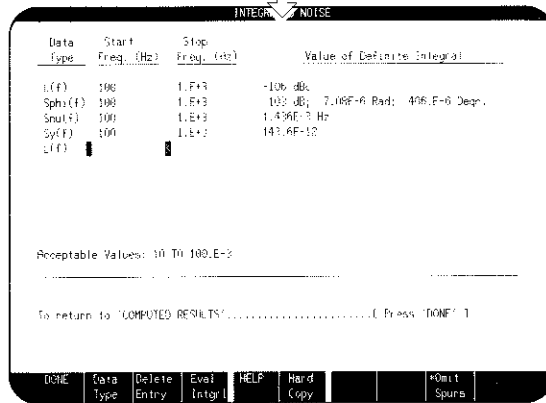 INTEGR NOISE
Data Start Stop
Type Freq. (Hz) Freq. (Hz) Value of Definite Integral
L(f) 100 1.E+3 -106 dBc
Sphi(f) 100 1.E+3 -103 dB; 7.08E-6 Rad; 406.E-6 Degr.
Snu(f) 100 1.E+3 1.436E-3 Hz
Sy(f) 100 1.E+3 143.6E-12
L(f)
Acceptable Values: 10 TO 100.E+3
To return to 'COMPUTED RESULTS'........................[ Press 'DONE' ]
DONE Data Delete Eval HELP Hard *Omit
Type Entry Intgrl Copy Spurs